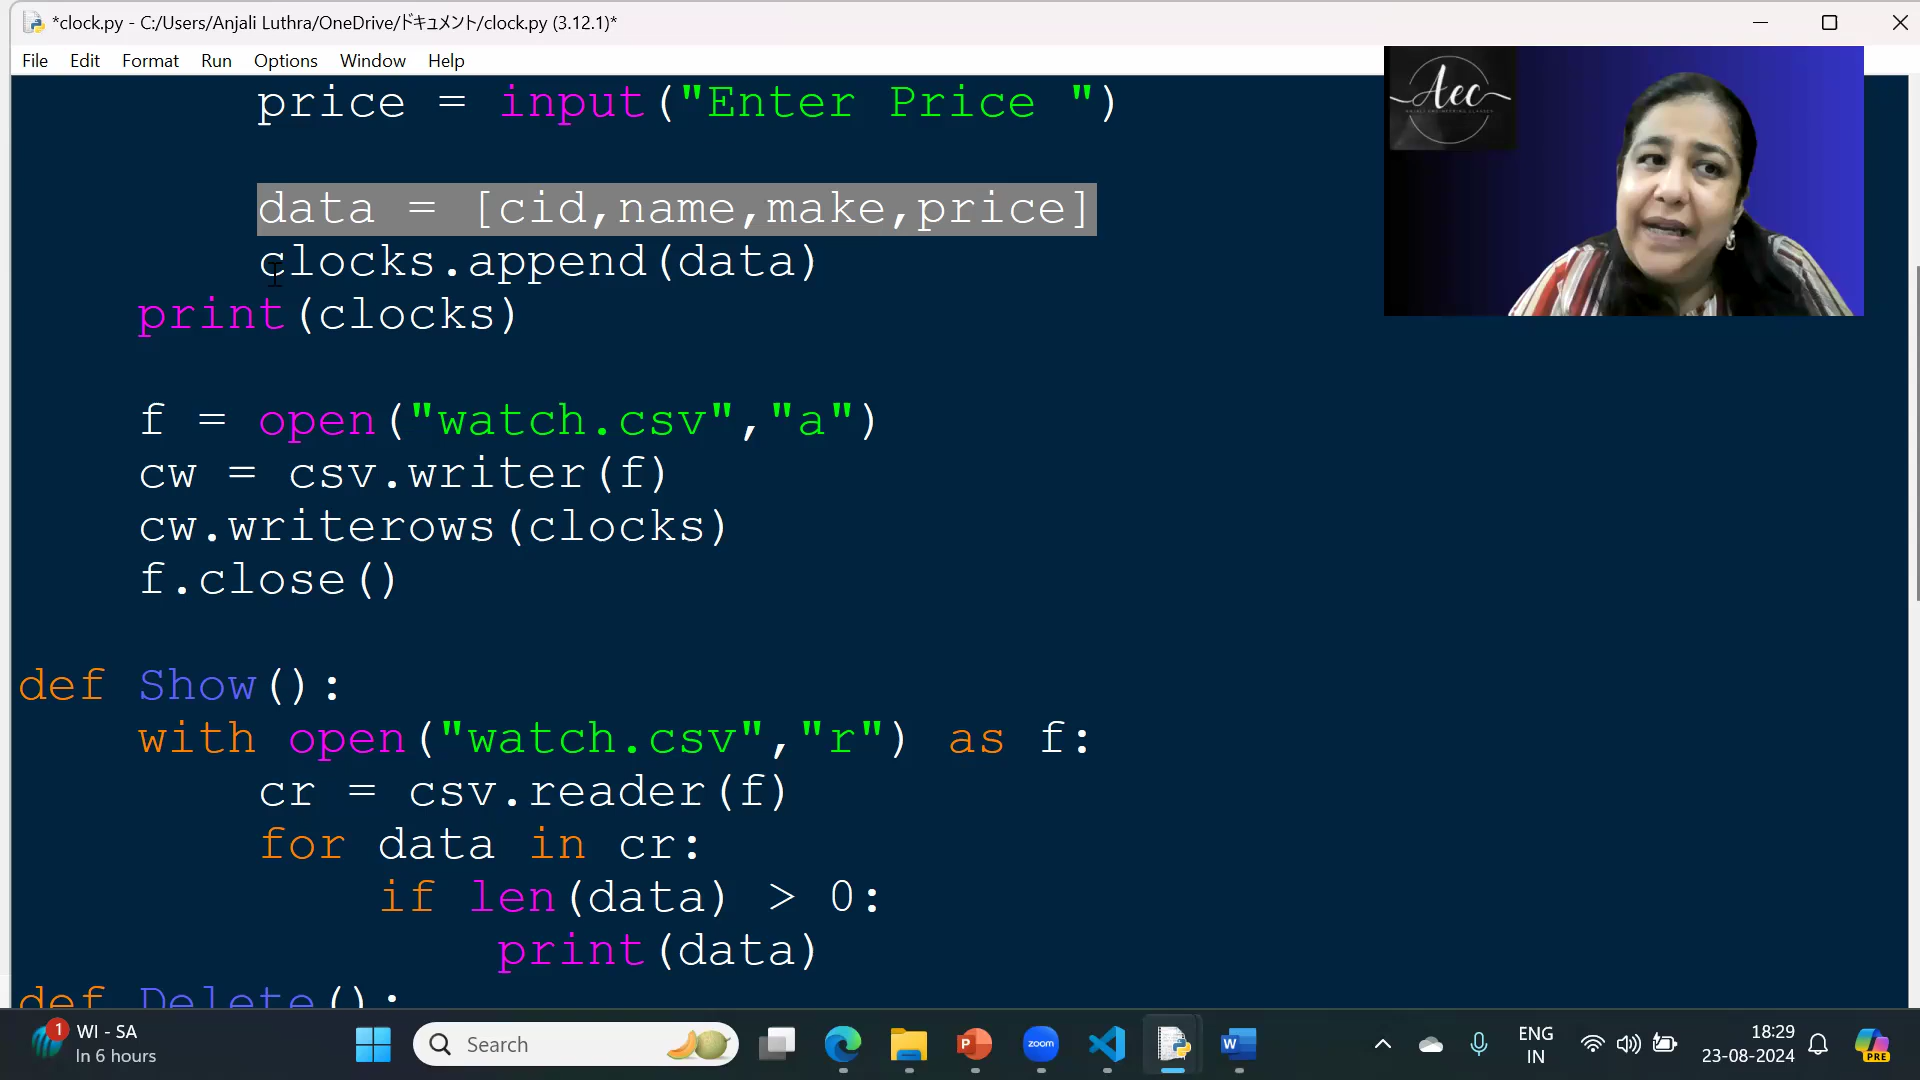 *clock.py - C:/Users/Anjali Luthra/OneDrive/ドキュメント/clock.py (3.12.1)*
File Edit Format Run Options Window Help
price = input("Enter Price ")
data = [cid,name,make,price]
clocks.append(data)
print(clocks)
f = open("watch.csv","a")
cw = csv.writer(f)
cw.writerows(clocks)
f.close()
def Show():
with open("watch.csv","r") as f:
cr = csv.reader(f)
for data in cr:
if len(data) > 0:
print(data)
def Delete():
Aec
1
WI - SA
In 6 hours
Search
P
zoom
W
ENG
IN
18:29
23-08-2024
PRE